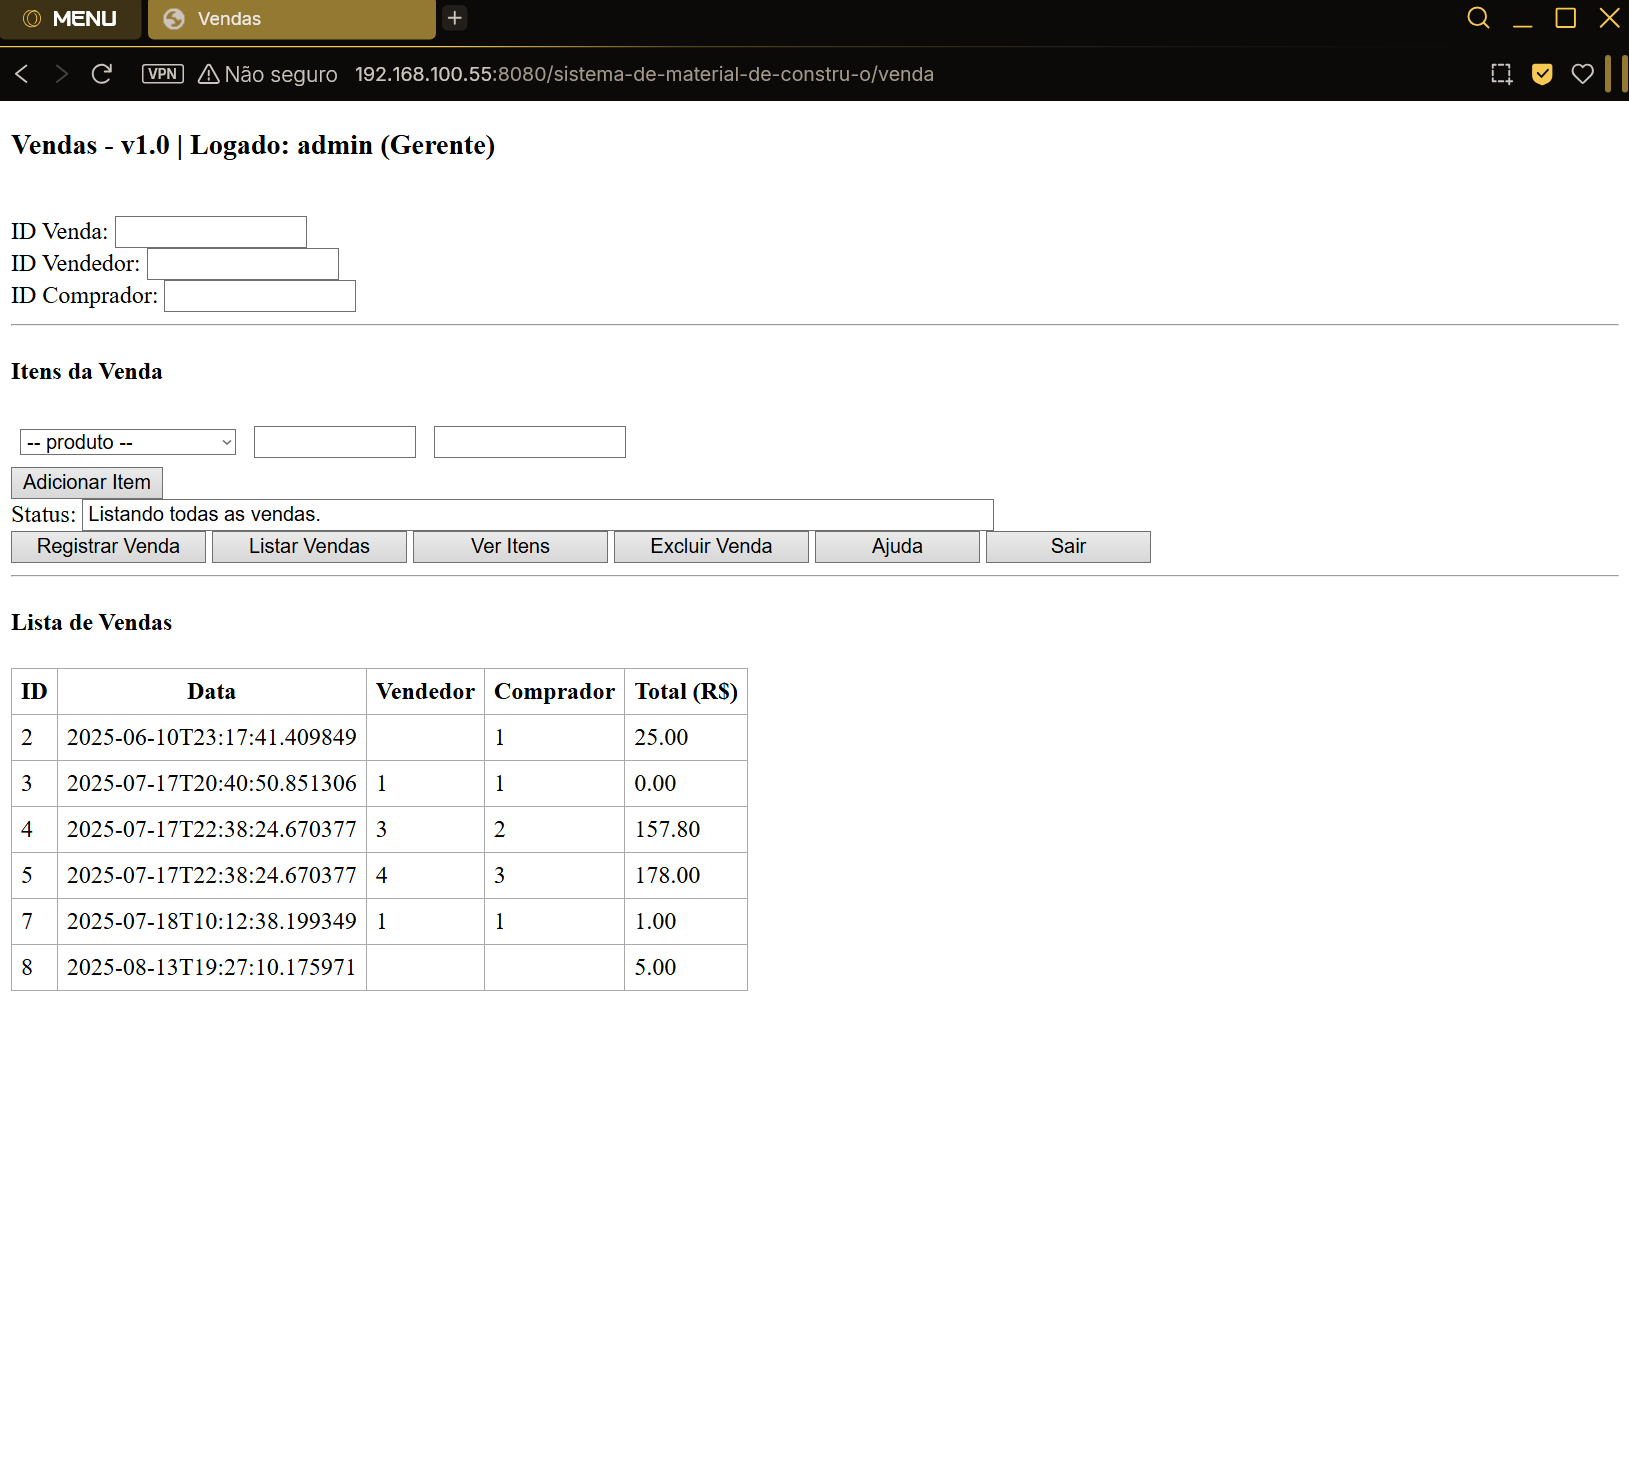 MENU
Vendas
VPN Não seguro 192.168.100.55:8080/sistema-de-material-de-constru-o/venda
Vendas - v1.0 | Logado: admin (Gerente)
ID Venda:
ID Vendedor:
ID Comprador:
Itens da Venda
-- produto --
Adicionar Item
Status: Listando todas as vendas.
Registrar Venda Listar Vendas Ver Itens Excluir Venda Ajuda Sair
Lista de Vendas
ID Data Vendedor Comprador Total (R$)
2 2025-06-10T23:17:41.409849 1 25.00
3 2025-07-17T20:40:50.851306 1 1 0.00
4 2025-07-17T22:38:24.670377 3 2 157.80
5 2025-07-17T22:38:24.670377 4 3 178.00
7 2025-07-18T10:12:38.199349 1 1 1.00
8 2025-08-13T19:27:10.175971 5.00